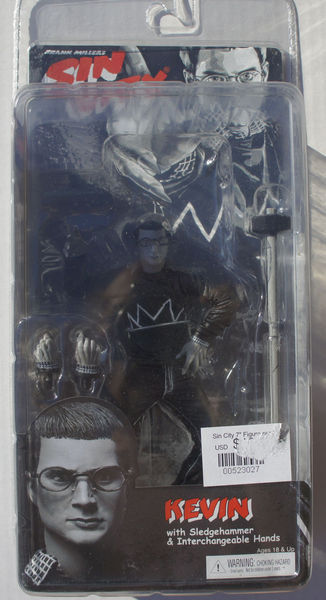 FRANK MILLER'S
SIN
CITY
Sin City 7" Figure
USD $
00523027
KEVIN
with Sledgehammer
& Interchangeable Hands
Ages 18 & Up
WARNING: CHOKING HAZARD